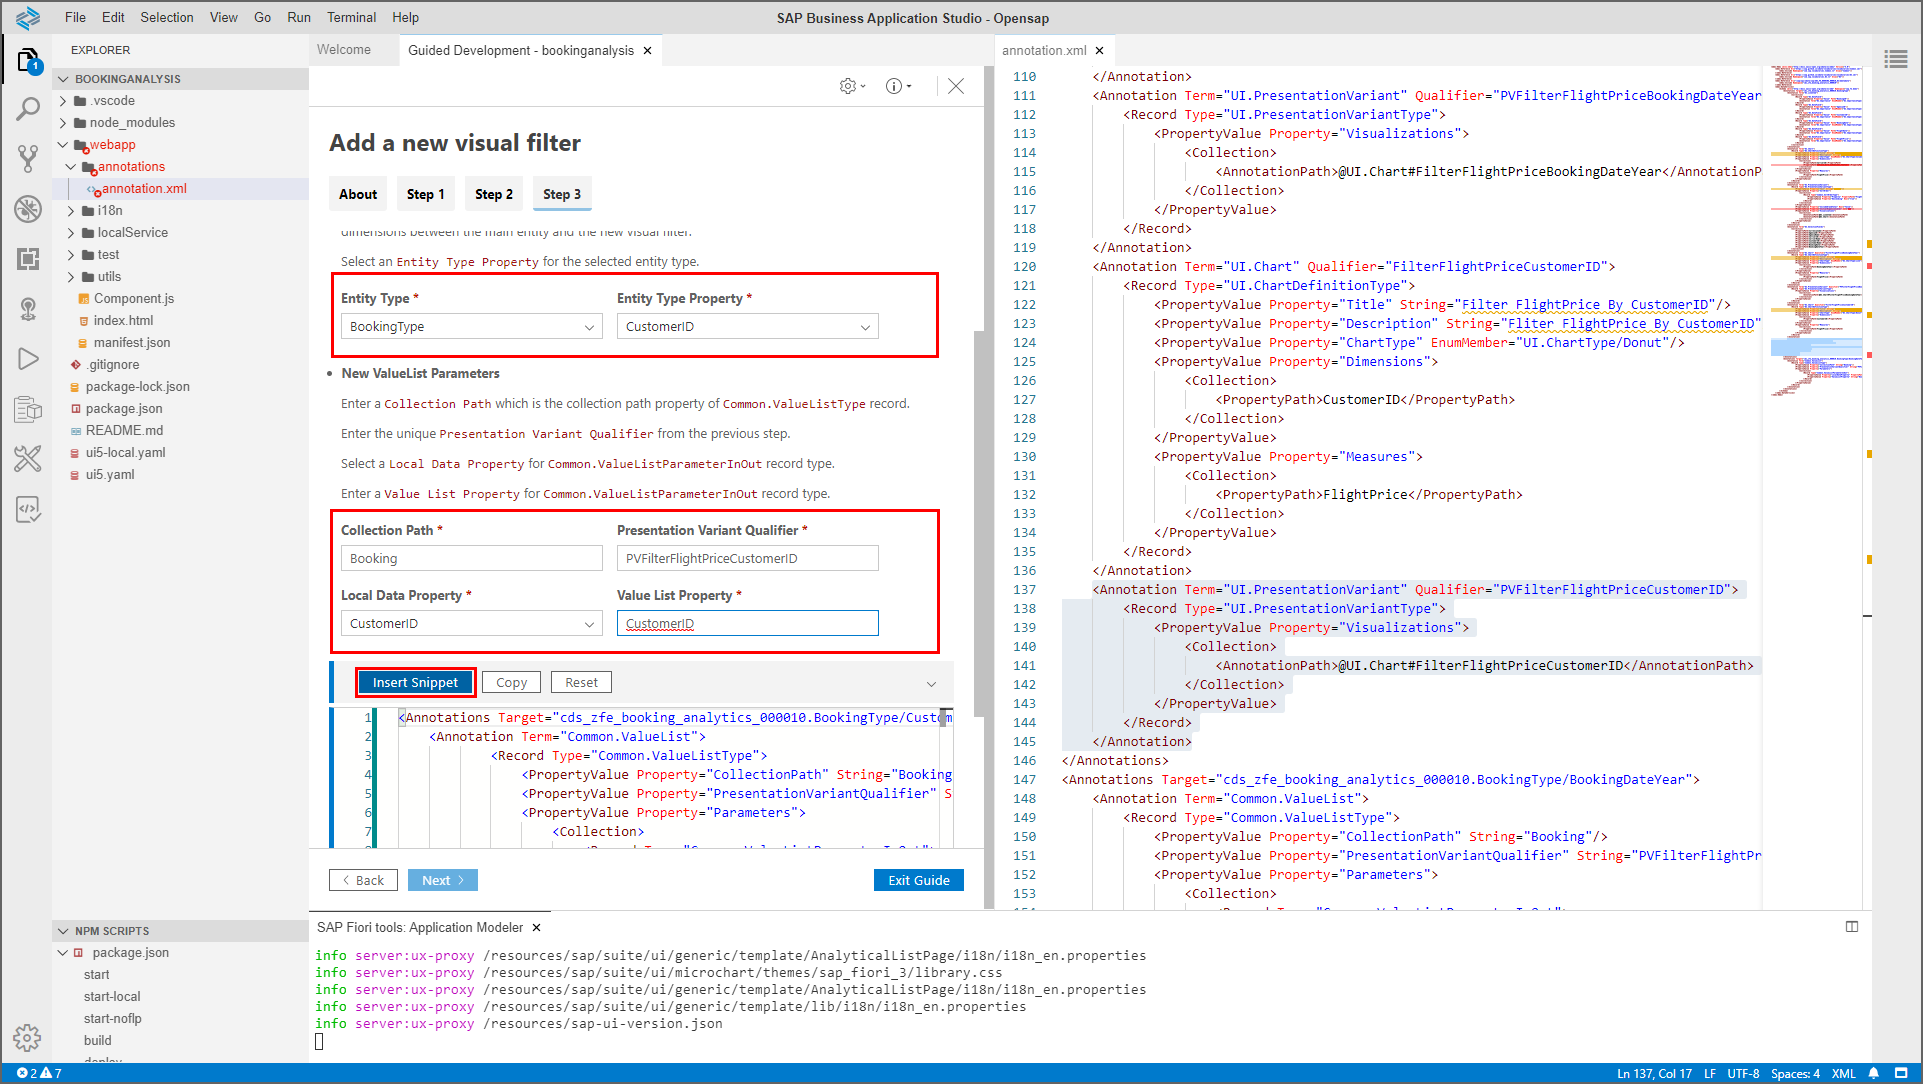 File Edit Selection View Go Run Terminal Help
SAP Business Application Studio - Opensap
EXPLORER
BOOKINGANALYSIS
.vscode
node_modules
webapp
annotations
annotation.xml
i18n
localService
test
utils
Component.js
index.html
manifest.json
.gitignore
package-lock.json
package.json
README.md
ui5-local.yaml
ui5.yaml
NPM SCRIPTS
package.json
start
start-local
start-noflp
build
deploy
Welcome
Guided Development - bookinganalysis
Add a new visual filter
About Step 1 Step 2 Step 3
dimensions between the main entity and the new visual filter.
Select an Entity Type Property for the selected entity type.
Entity Type * Entity Type Property *
BookingType CustomerID
• New ValueList Parameters
Enter a Collection Path which is the collection path property of Common.ValueListType record.
Enter the unique Presentation Variant Qualifier from the previous step.
Select a Local Data Property for Common.ValueListParameterInOut record type.
Enter a Value List Property for Common.ValueListParameterInOut record type.
Collection Path * Presentation Variant Qualifier *
Booking PVFilterFlightPriceCustomerID
Local Data Property * Value List Property *
CustomerID CustomerID
Insert Snippet Copy Reset
1 <Annotations Target="cds_zfe_booking_analytics_000010.BookingType/Custom
2 <Annotation Term="Common.ValueList">
3 <Record Type="Common.ValueListType">
4 <PropertyValue Property="CollectionPath" String="Booking
5 <PropertyValue Property="PresentationVariantQualifier" S
6 <PropertyValue Property="Parameters">
7 <Collection>
Back Next Exit Guide
annotation.xml
110 </Annotation>
111 <Annotation Term="UI.PresentationVariant" Qualifier="PVFilterFlightPriceBookingDateYear
112 <Record Type="UI.PresentationVariantType">
113 <PropertyValue Property="Visualizations">
114 <Collection>
115 <AnnotationPath>@UI.Chart#FilterFlightPriceBookingDateYear</AnnotationP
116 </Collection>
117 </PropertyValue>
118 </Record>
119 </Annotation>
120 <Annotation Term="UI.Chart" Qualifier="FilterFlightPriceCustomerID">
121 <Record Type="UI.ChartDefinitionType">
122 <PropertyValue Property="Title" String="Filter FlightPrice By CustomerID"/>
123 <PropertyValue Property="Description" String="Fliter FlightPrice By CustomerID"
124 <PropertyValue Property="ChartType" EnumMember="UI.ChartType/Donut"/>
125 <PropertyValue Property="Dimensions">
126 <Collection>
127 <PropertyPath>CustomerID</PropertyPath>
128 </Collection>
129 </PropertyValue>
130 <PropertyValue Property="Measures">
131 <Collection>
132 <PropertyPath>FlightPrice</PropertyPath>
133 </Collection>
134 </PropertyValue>
135 </Record>
136 </Annotation>
137 <Annotation Term="UI.PresentationVariant" Qualifier="PVFilterFlightPriceCustomerID">
138 <Record Type="UI.PresentationVariantType">
139 <PropertyValue Property="Visualizations">
140 <Collection>
141 <AnnotationPath>@UI.Chart#FilterFlightPriceCustomerID</AnnotationPath>
142 </Collection>
143 </PropertyValue>
144 </Record>
145 </Annotation>
146 </Annotations>
147 <Annotations Target="cds_zfe_booking_analytics_000010.BookingType/BookingDateYear">
148 <Annotation Term="Common.ValueList">
149 <Record Type="Common.ValueListType">
150 <PropertyValue Property="CollectionPath" String="Booking"/>
151 <PropertyValue Property="PresentationVariantQualifier" String="PVFilterFlightPr
152 <PropertyValue Property="Parameters">
153 <Collection>
SAP Fiori tools: Application Modeler
info server:ux-proxy /resources/sap/suite/ui/generic/template/AnalyticalListPage/i18n/i18n_en.properties
info server:ux-proxy /resources/sap/suite/ui/microchart/themes/sap_fiori_3/library.css
info server:ux-proxy /resources/sap/suite/ui/generic/template/AnalyticalListPage/i18n/i18n_en.properties
info server:ux-proxy /resources/sap/suite/ui/generic/template/lib/i18n/i18n_en.properties
info server:ux-proxy /resources/sap-ui-version.json
2 7
Ln 137, Col 17 LF UTF-8 Spaces: 4 XML